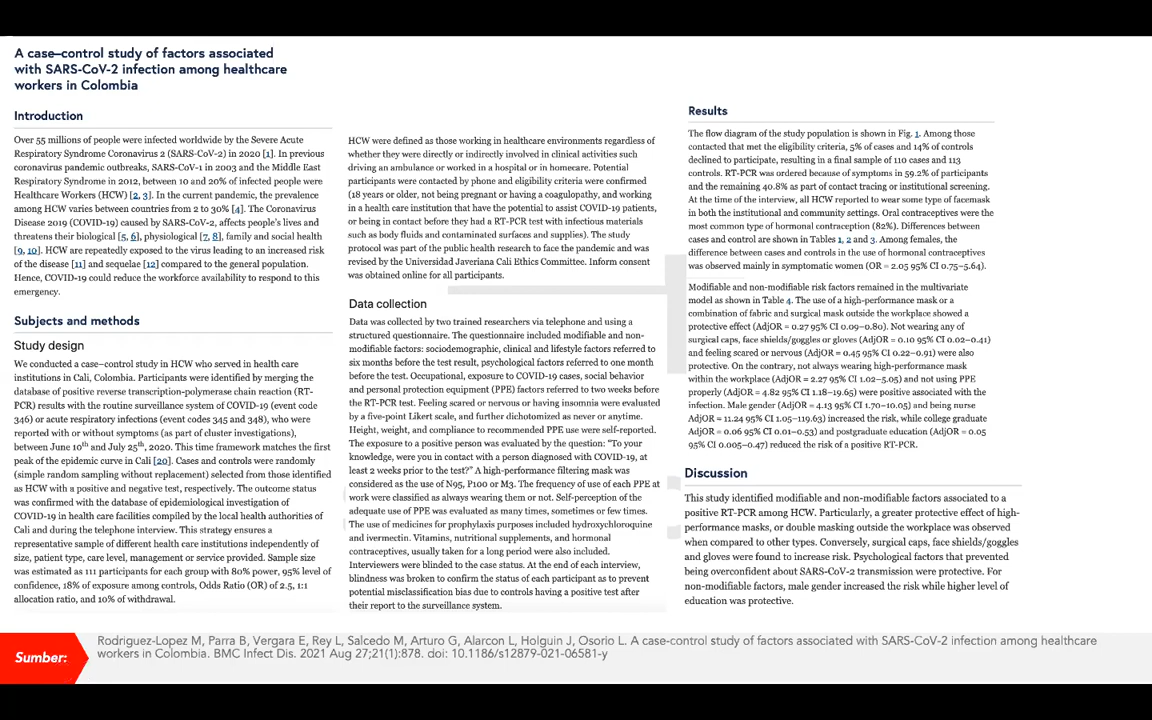 A case–control study of factors associated
with SARS-CoV-2 infection among healthcare
workers in Colombia
Introduction
Over 55 millions of people were infected worldwide by the Severe Acute
Respiratory Syndrome Coronavirus 2 (SARS-CoV-2) in 2020 [1]. In previous
coronavirus pandemic outbreaks, SARS-CoV-1 in 2003 and the Middle East
Respiratory Syndrome in 2012, between 10 and 20% of infected people were
Healthcare Workers (HCW) [2, 3]. In the current pandemic, the prevalence
among HCW varies between countries from 2 to 30% [4]. The Coronavirus
Disease 2019 (COVID-19) caused by SARS-CoV-2, affects people's lives and
threatens their biological [5, 6], physiological [7, 8], family and social health
[9, 10]. HCW are repeatedly exposed to the virus leading to an increased risk
of the disease [11] and sequelae [12] compared to the general population.
Hence, COVID-19 could reduce the workforce availability to respond to this
emergency.
Subjects and methods
Study design
We conducted a case–control study in HCW who served in health care
institutions in Cali, Colombia. Participants were identified by merging the
database of positive reverse transcription-polymerase chain reaction (RT-
PCR) results with the routine surveillance system of COVID-19 (event code
346) or acute respiratory infections (event codes 345 and 348), who were
reported with or without symptoms (as part of cluster investigations),
between June 10th and July 25th, 2020. This time framework matches the first
peak of the epidemic curve in Cali [20]. Cases and controls were randomly
(simple random sampling without replacement) selected from those identified
as HCW with a positive and negative test, respectively. The outcome status
was confirmed with the database of epidemiological investigation of
COVID-19 in health care facilities compiled by the local health authorities of
Cali and during the telephone interview. This strategy ensures a
representative sample of different health care institutions independently of
size, patient type, care level, management or service provided. Sample size
was estimated as 111 participants for each group with 80% power, 95% level of
confidence, 18% of exposure among controls, Odds Ratio (OR) of 2.5, 1:1
allocation ratio, and 10% of withdrawal.
HCW were defined as those working in healthcare environments regardless of
whether they were directly or indirectly involved in clinical activities such
driving an ambulance or worked in a hospital or in homecare. Potential
participants were contacted by phone and eligibility criteria were confirmed
(18 years or older, not being pregnant or having a coagulopathy, and working
in a health care institution that have the potential to assist COVID-19 patients,
or being in contact before they had a RT-PCR test with infectious materials
such as body fluids and contaminated surfaces and supplies). The study
protocol was part of the public health research to face the pandemic and was
revised by the Universidad Javeriana Cali Ethics Committee. Inform consent
was obtained online for all participants.
Data collection
Data was collected by two trained researchers via telephone and using a
structured questionnaire. The questionnaire included modifiable and non-
modifiable factors: sociodemographic, clinical and lifestyle factors referred to
six months before the test result, psychological factors referred to one month
before the test. Occupational, exposure to COVID-19 cases, social behavior
and personal protection equipment (PPE) factors referred to two weeks before
the RT-PCR test. Feeling scared or nervous or having insomnia were evaluated
by a five-point Likert scale, and further dichotomized as never or anytime.
Height, weight, and compliance to recommended PPE use were self-reported.
The exposure to a positive person was evaluated by the question: "To your
knowledge, were you in contact with a person diagnosed with COVID-19, at
least 2 weeks prior to the test?" A high-performance filtering mask was
considered as the use of N95, P100 or M3. The frequency of use of each PPE at
work were classified as always wearing them or not. Self-perception of the
adequate use of PPE was evaluated as many times, sometimes or few times.
The use of medicines for prophylaxis purposes included hydroxychloroquine
and ivermectin. Vitamins, nutritional supplements, and hormonal
contraceptives, usually taken for a long period were also included.
Interviewers were blinded to the case status. At the end of each interview,
blindness was broken to confirm the status of each participant as to prevent
potential misclassification bias due to controls having a positive test after
their report to the surveillance system.
Results
The flow diagram of the study population is shown in Fig. 1. Among those
contacted that met the eligibility criteria, 5% of cases and 14% of controls
declined to participate, resulting in a final sample of 110 cases and 113
controls. RT-PCR was ordered because of symptoms in 59.2% of participants
and the remaining 40.8% as part of contact tracing or institutional screening.
At the time of the interview, all HCW reported to wear some type of facemask
in both the institutional and community settings. Oral contraceptives were the
most common type of hormonal contraception (82%). Differences between
cases and control are shown in Tables 1, 2 and 3. Among females, the
difference between cases and controls in the use of hormonal contraceptives
was observed mainly in symptomatic women (OR = 2.05 95% CI 0.75–5.64).
Modifiable and non-modifiable risk factors remained in the multivariate
model as shown in Table 4. The use of a high-performance mask or a
combination of fabric and surgical mask outside the workplace showed a
protective effect (AdjOR = 0.27 95% CI 0.09–0.80). Not wearing any of
surgical caps, face shields/goggles or gloves (AdjOR = 0.10 95% CI 0.02–0.41)
and feeling scared or nervous (AdjOR = 0.45 95% CI 0.22–0.91) were also
protective. On the contrary, not always wearing high-performance mask
within the workplace (AdjOR = 2.27 95% CI 1.02–5.05) and not using PPE
properly (AdjOR = 4.82 95% CI 1.18–19.65) were positive associated with the
infection. Male gender (AdjOR = 4.13 95% CI 1.70–10.05) and being nurse
AdjOR = 11.24 95% CI 1.05–119.63) increased the risk, while college graduate
AdjOR = 0.06 95% CI 0.01–0.53) and postgraduate education (AdjOR = 0.05
95% CI 0.005–0.47) reduced the risk of a positive RT-PCR.
Discussion
This study identified modifiable and non-modifiable factors associated to a
positive RT-PCR among HCW. Particularly, a greater protective effect of high-
performance masks, or double masking outside the workplace was observed
when compared to other types. Conversely, surgical caps, face shields/goggles
and gloves were found to increase risk. Psychological factors that prevented
being overconfident about SARS-CoV-2 transmission were protective. For
non-modifiable factors, male gender increased the risk while higher level of
education was protective.
Sumber:
Rodriguez-Lopez M, Parra B, Vergara E, Rey L, Salcedo M, Arturo G, Alarcon L, Holguin J, Osorio L. A case-control study of factors associated with SARS-CoV-2 infection among healthcare
workers in Colombia. BMC Infect Dis. 2021 Aug 27;21(1):878. doi: 10.1186/s12879-021-06581-y